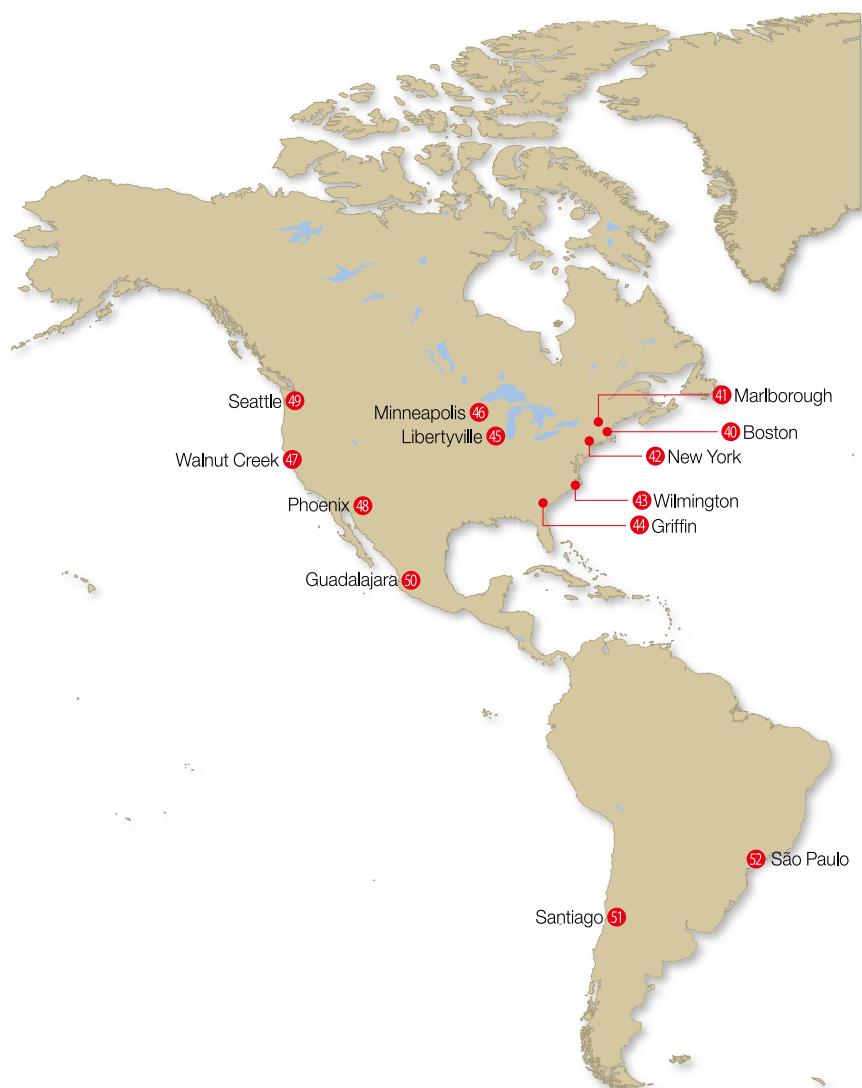 41 Marlborough
Seattle 49
Minneapolis 46
40 Boston
Libertyville 45
42 New York
Walnut Creek 47
43 Wilmington
Phoenix 48
44 Griffin
Guadalajara 50
52 São Paulo
Santiago 51